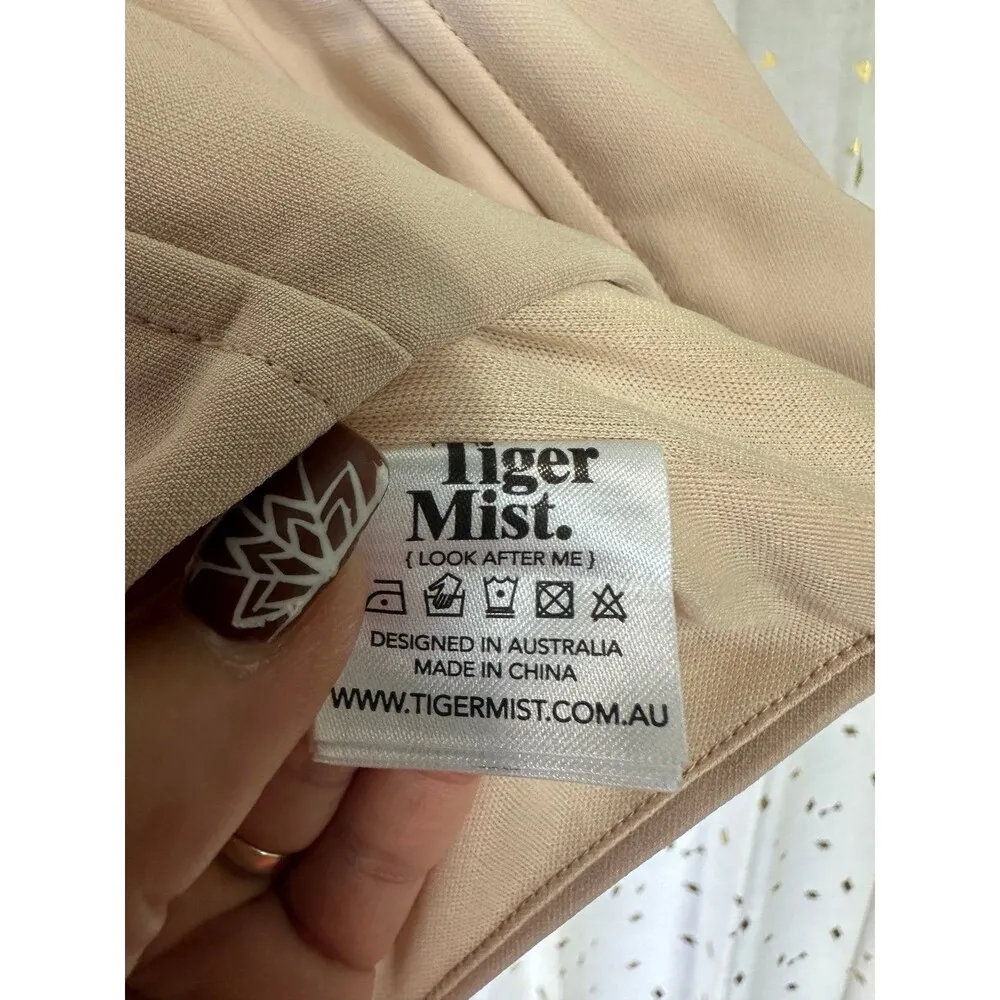 Tiger
Mist.
{ LOOK AFTER ME }
DESIGNED IN AUSTRALIA
MADE IN CHINA
WWW.TIGERMIST.COM.AU